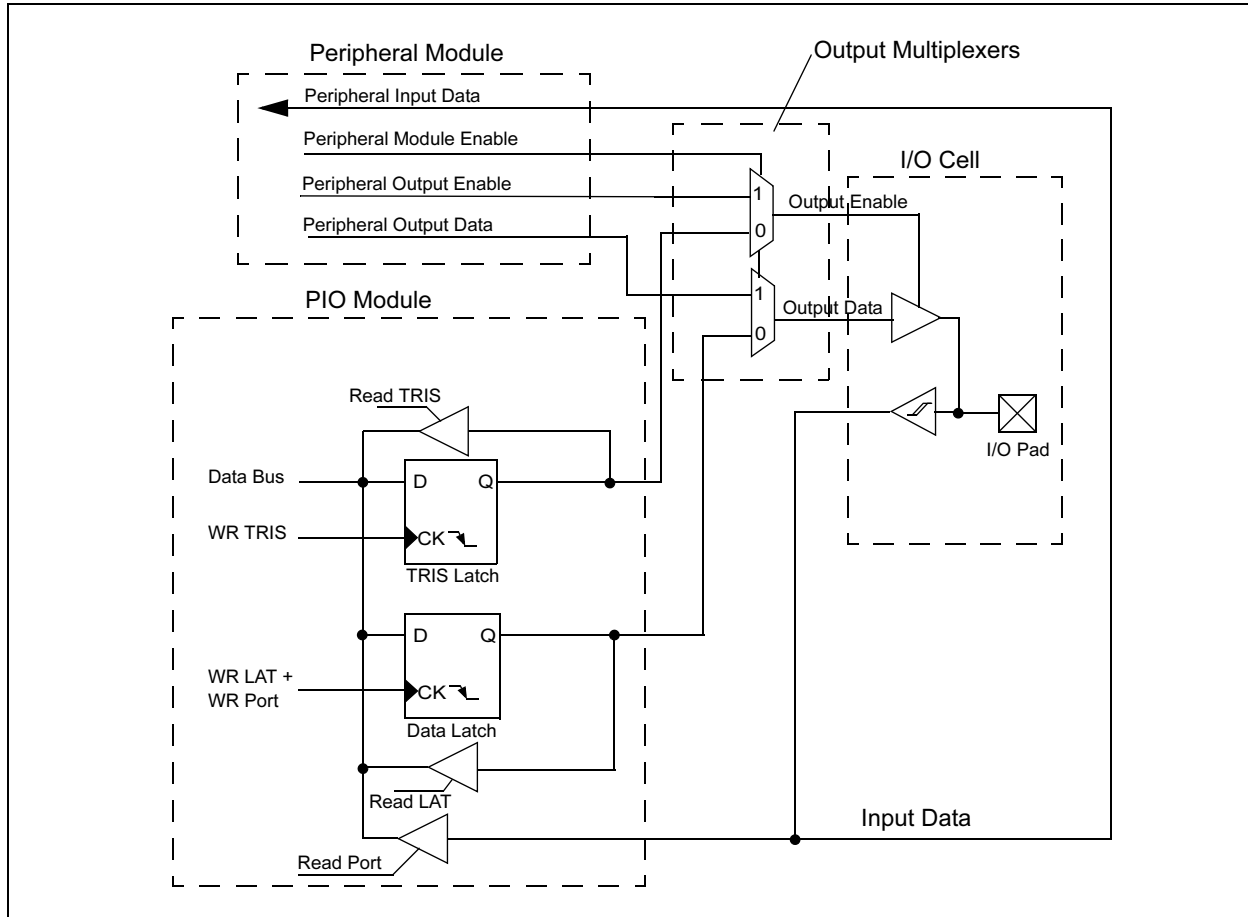 Peripheral Module
Output Multiplexers
Peripheral Input Data
Peripheral Module Enable
I/O Cell
Peripheral Output Enable
1
Output Enable
Peripheral Output Data
0
PIO Module
1
Output Data
0
Read TRIS
I/O Pad
Data Bus
D
Q
WR TRIS
CK
TRIS Latch
D
Q
WR LAT +
WR Port
CK
Data Latch
Read LAT
Input Data
Read Port